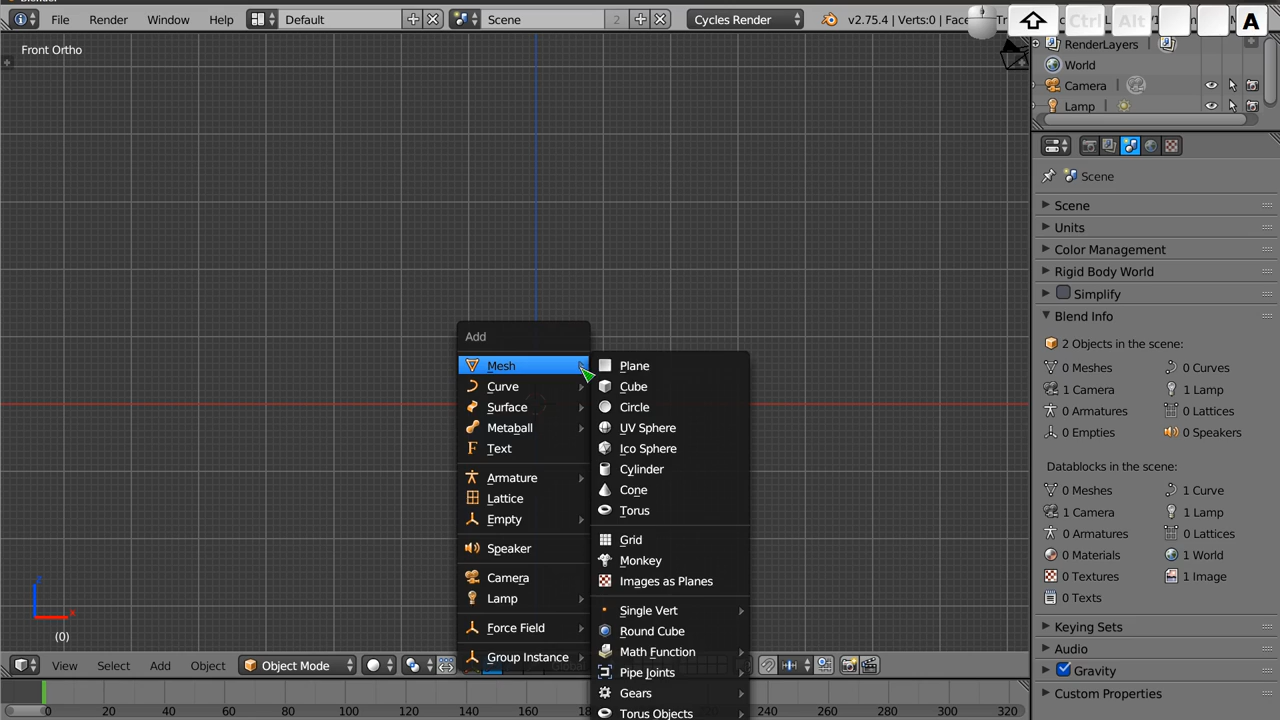 File Render Window Help Default Scene 2 Cycles Render v2.75.4 | Verts:0 | Face
Ctrl Alt A
Front Ortho
RenderLayers
World
Camera
Lamp
Scene
Scene
Units
Color Management
Rigid Body World
Simplify
Blend Info
2 Objects in the scene:
0 Meshes 0 Curves
1 Camera 1 Lamp
0 Armatures 0 Lattices
0 Empties 0 Speakers
Datablocks in the scene:
0 Meshes 1 Curve
1 Camera 1 Lamp
0 Armatures 0 Lattices
0 Materials 1 World
0 Textures 1 Image
0 Texts
Keying Sets
Audio
Gravity
Custom Properties
Add
Mesh
Curve
Surface
Metaball
Text
Armature
Lattice
Empty
Speaker
Camera
Lamp
Force Field
Group Instance
Plane
Cube
Circle
UV Sphere
Ico Sphere
Cylinder
Cone
Torus
Grid
Monkey
Images as Planes
Single Vert
Round Cube
Math Function
Pipe Joints
Gears
Torus Objects
z
x
(0)
View Select Add Object Object Mode
0 20 40 60 80 100 120 140 160 240 260 280 300 320